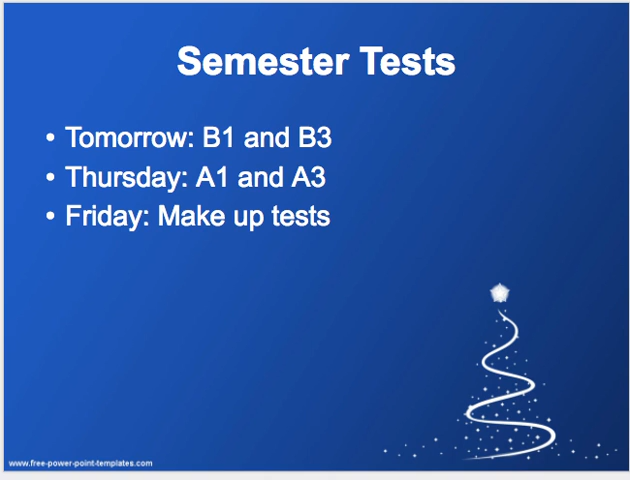 Semester Tests
• Tomorrow: B1 and B3
• Thursday: A1 and A3
• Friday: Make up tests
www.free-power-point-templates.com